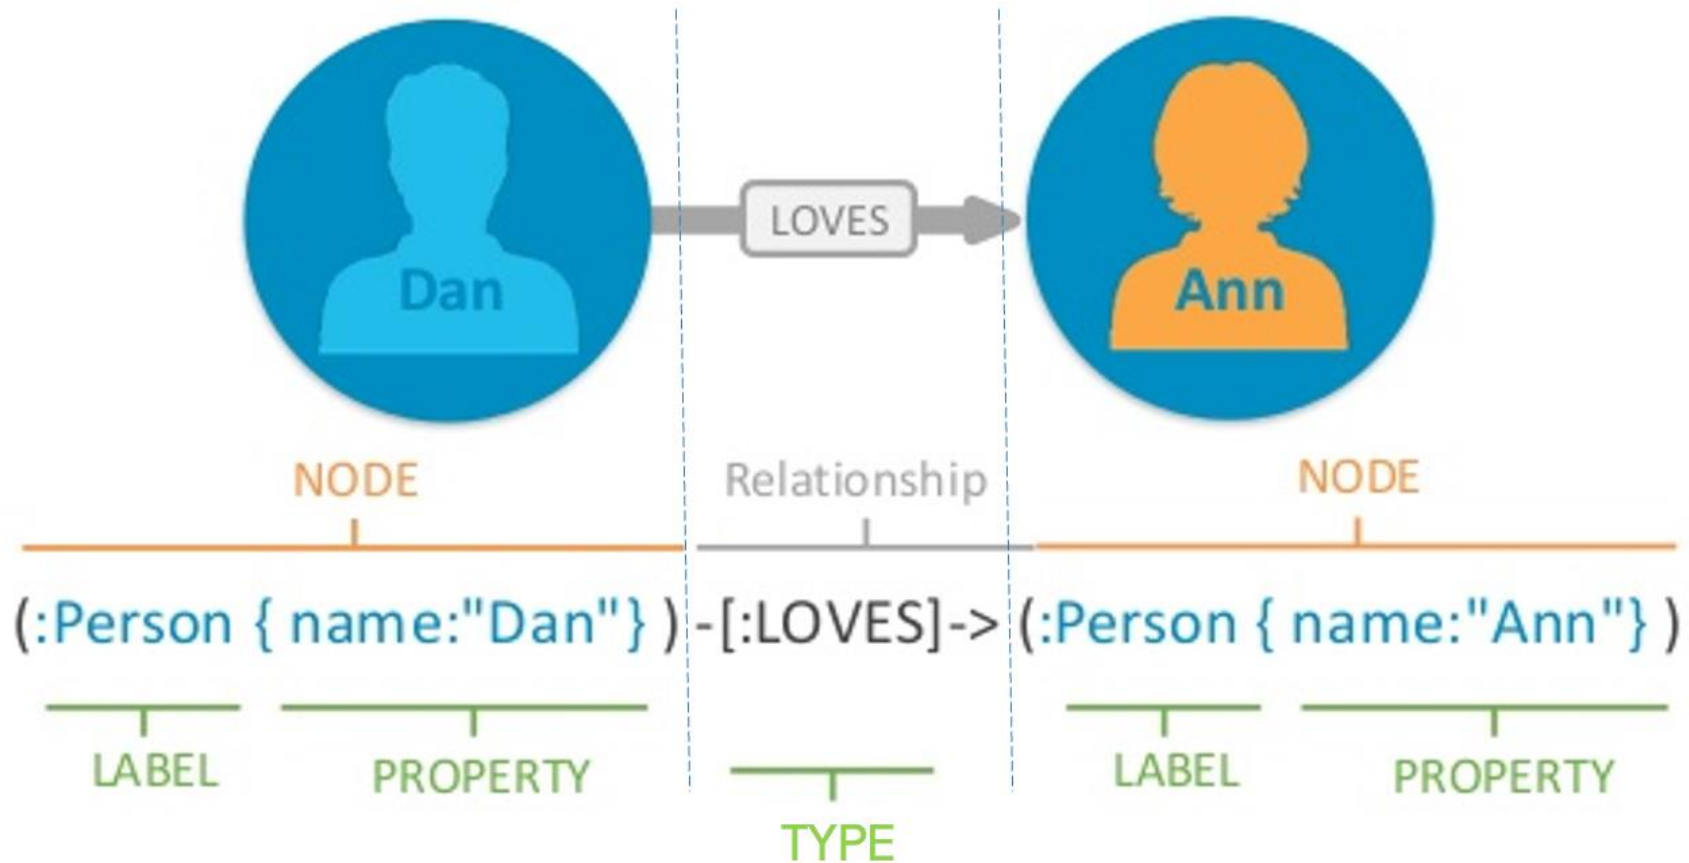 LOVES
Dan
Ann
NODE
Relationship
NODE
(:Person { name:"Dan"} ) -[:LOVES]-> (:Person { name:"Ann"} )
LABEL
PROPERTY
LABEL
PROPERTY
TYPE